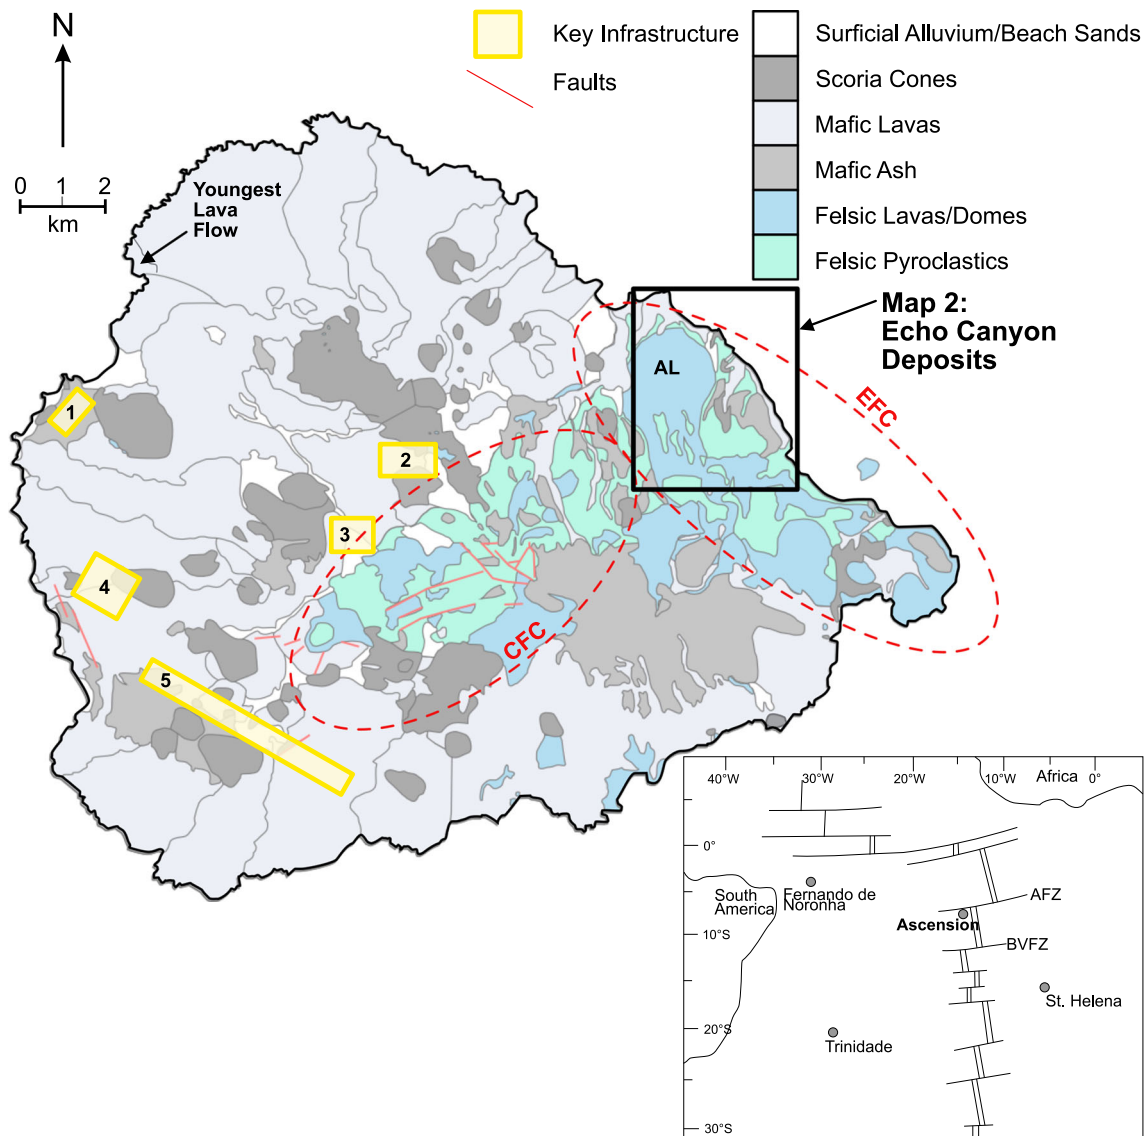 N
0 1 2
km
Key Infrastructure
Faults
Surficial Alluvium/Beach Sands
Scoria Cones
Mafic Lavas
Mafic Ash
Felsic Lavas/Domes
Felsic Pyroclastics
Youngest
Lava
Flow
Map 2:
Echo Canyon
Deposits
AL
EFC
CFC
1
2
3
4
5
40°W
30°W
20°W
10°W
0°
Africa
0°
10°S
20°S
30°S
South
America
Fernando de
Noronha
Ascension
AFZ
BVFZ
St. Helena
Trinidade